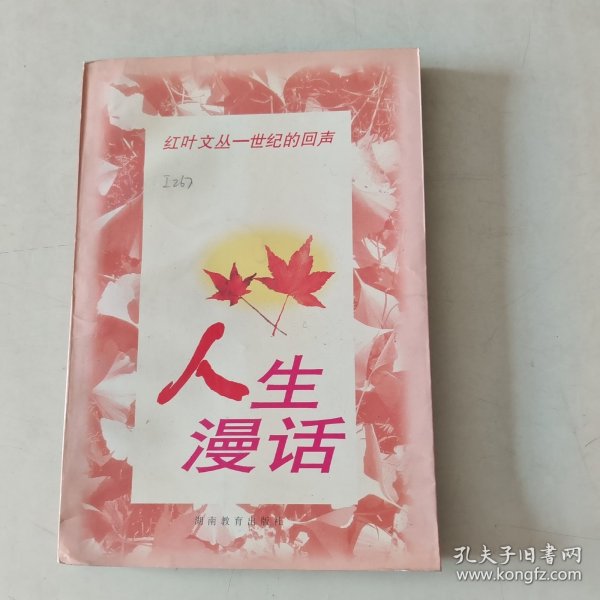 红叶文丛—世纪的回声
I267
人生
漫话
湖南教育出版社
孔夫子旧书网
www.kongfz.com